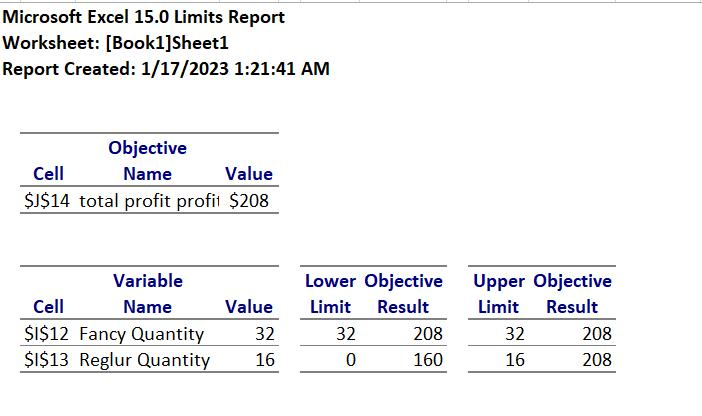 Microsoft Excel 15.0 Limits Report
Worksheet: [Book1]Sheet1
Report Created: 1/17/2023 1:21:41 AM
Objective
Cell Name Value
$J$14 total profit profit $208
Variable Lower Objective Upper Objective
Cell Name Value Limit Result Limit Result
$I$12 Fancy Quantity 32 32 208 32 208
$I$13 Reglur Quantity 16 0 160 16 208